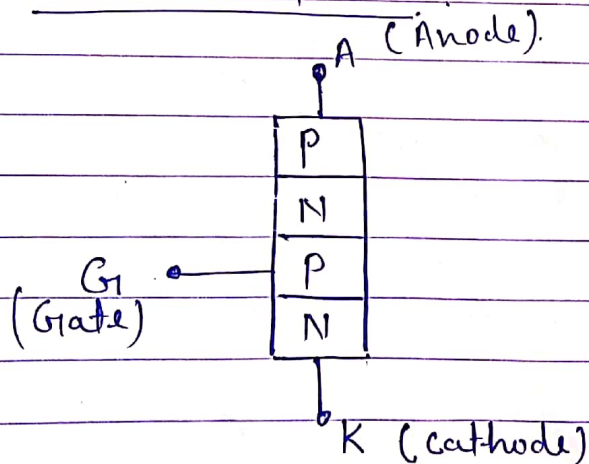 A (Anode).
P
N
G P
(Gate)
N
K (cathode)